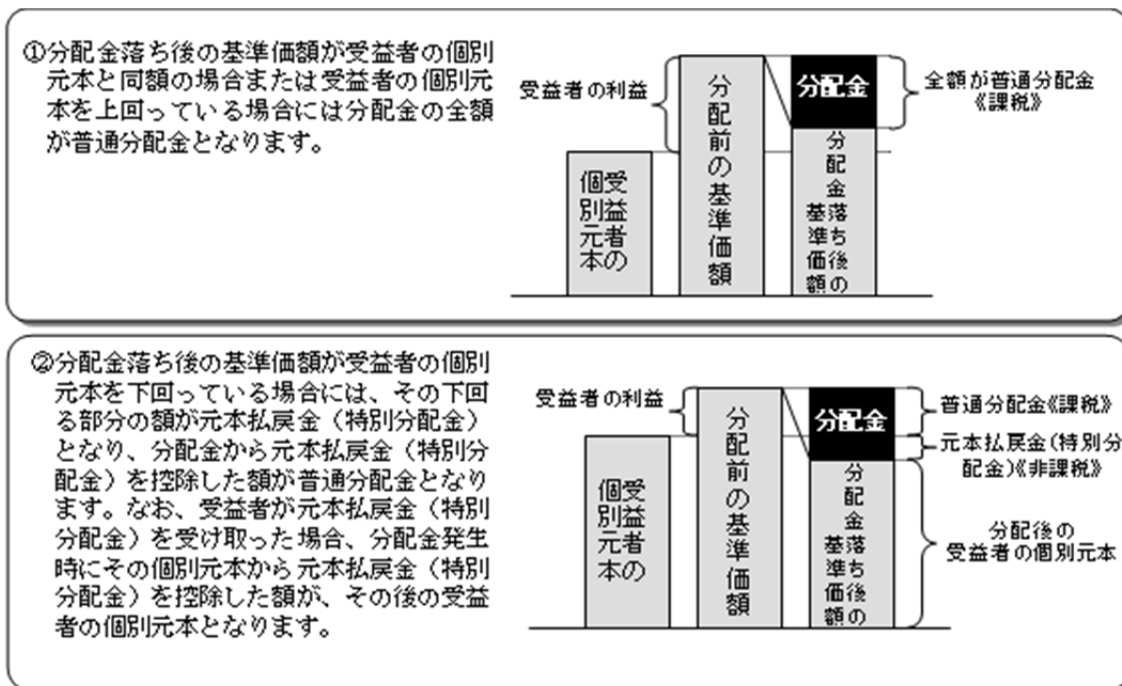 ①分配金落ち後の基準価額が受益者の個別
元本と同額の場合または受益者の個別元
本を上回っている場合には分配金の全額
が普通分配金となります。
受益者の利益
受益者の
個別元本
分配前の基準価額
分配金
分配金落ち後の
基準価額
全額が普通分配金
《課税》
②分配金落ち後の基準価額が受益者の個別
元本を下回っている場合には、その下回
る部分の額が元本払戻金（特別分配金）
となり、分配金から元本払戻金（特別分
配金）を控除した額が普通分配金となり
ます。なお、受益者が元本払戻金（特別
分配金）を受け取った場合、分配金発生
時にその個別元本から元本払戻金（特別
分配金）を控除した額が、その後の受益
者の個別元本となります。
受益者の利益
受益者の
個別元本
分配前の基準価額
分配金
分配金落ち後の
基準価額
普通分配金《課税》
元本払戻金(特別分
配金)《非課税》
分配後の
受益者の個別元本